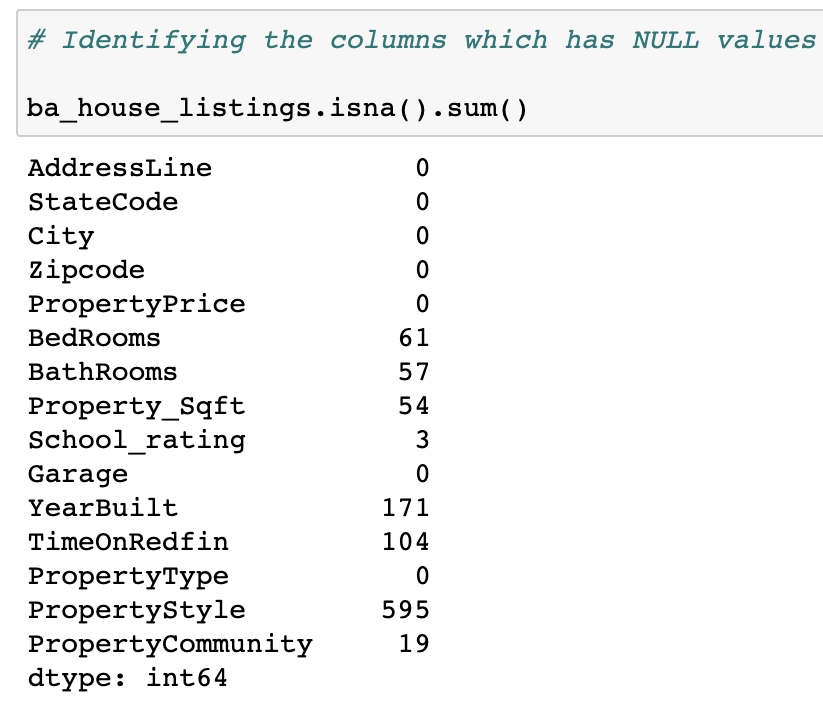 # Identifying the columns which has NULL values
ba_house_listings.isna().sum()
AddressLine 0
StateCode 0
City 0
Zipcode 0
PropertyPrice 0
BedRooms 61
BathRooms 57
Property_Sqft 54
School_rating 3
Garage 0
YearBuilt 171
TimeOnRedfin 104
PropertyType 0
PropertyStyle 595
PropertyCommunity 19
dtype: int64